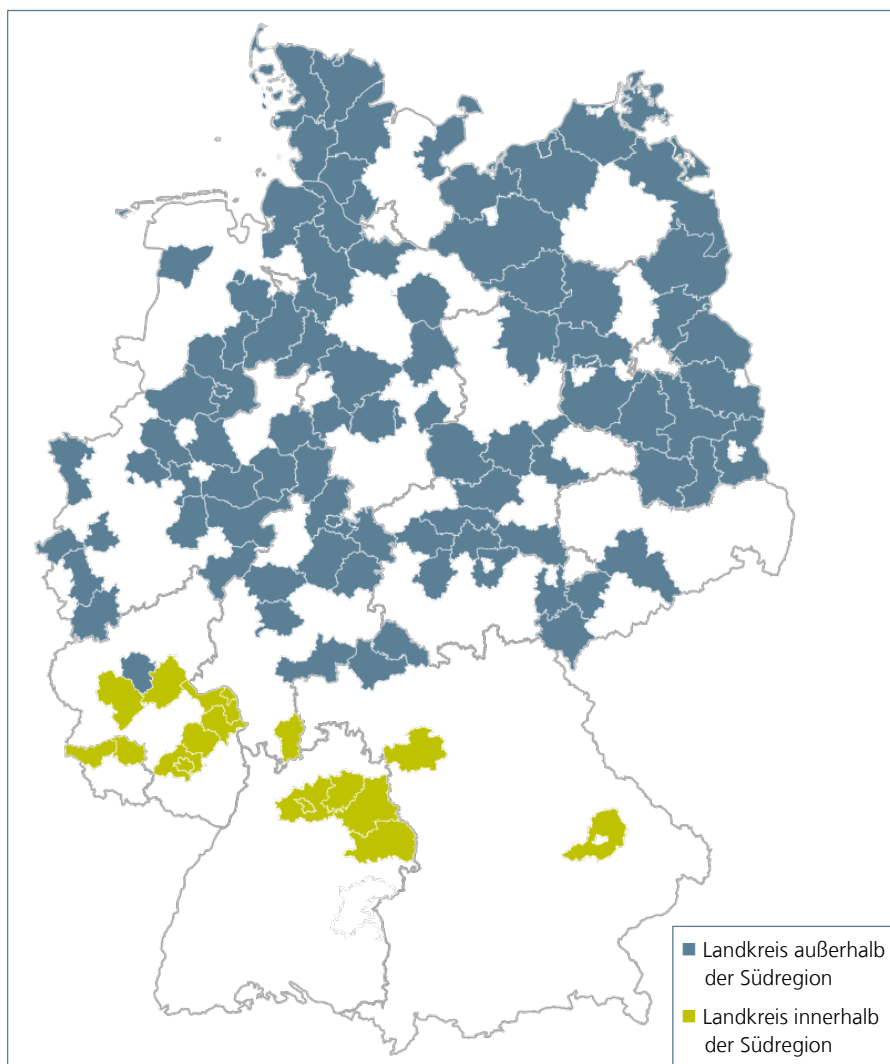 Landkreis außerhalb
der Südregion
Landkreis innerhalb
der Südregion